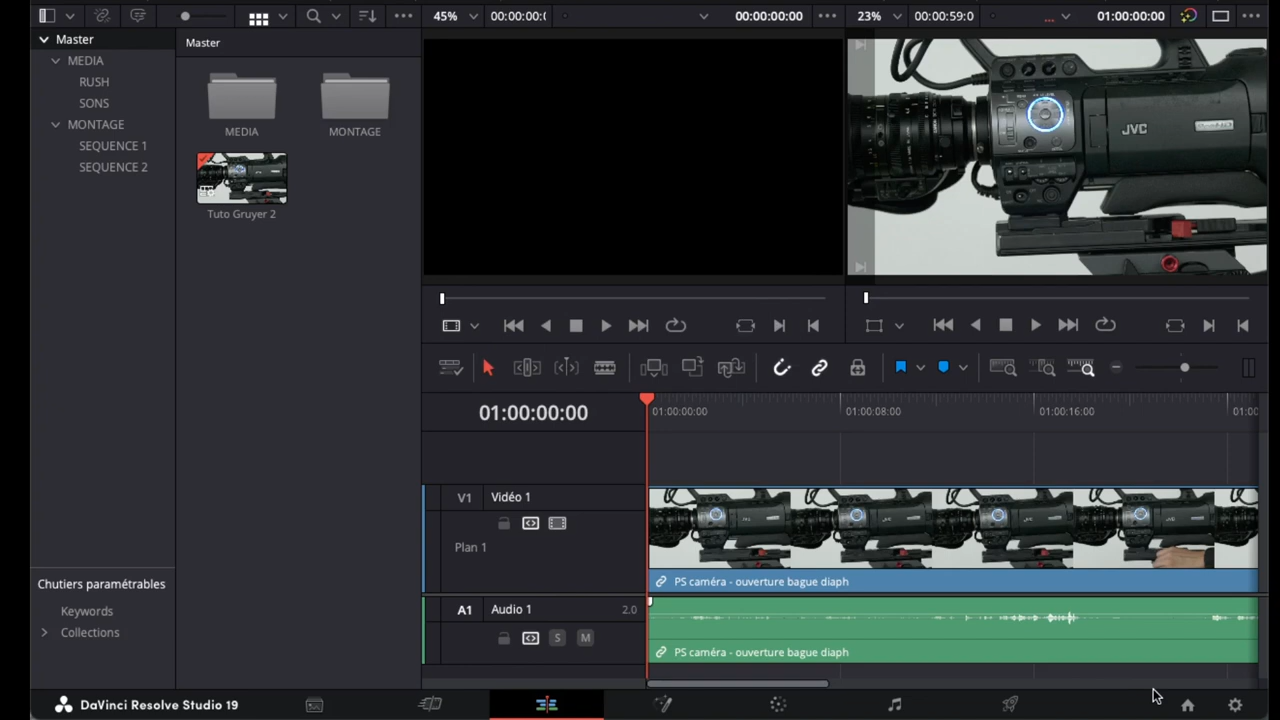 45%
00:00:00:(
00:00:00:00
23%
00:00:59:0
...
01:00:00:00
Master
MEDIA
RUSH
SONS
MONTAGE
SEQUENCE 1
SEQUENCE 2
Master
MEDIA
MONTAGE
Tuto Gruyer 2
JVC
01:00:00:00
01:00:00:00
01:00:08:00
01:00:16:00
01:00
V1
Vidéo 1
Plan 1
PS caméra - ouverture bague diaph
A1
Audio 1
2.0
S
M
PS caméra - ouverture bague diaph
Chutiers paramétrables
Keywords
Collections
DaVinci Resolve Studio 19